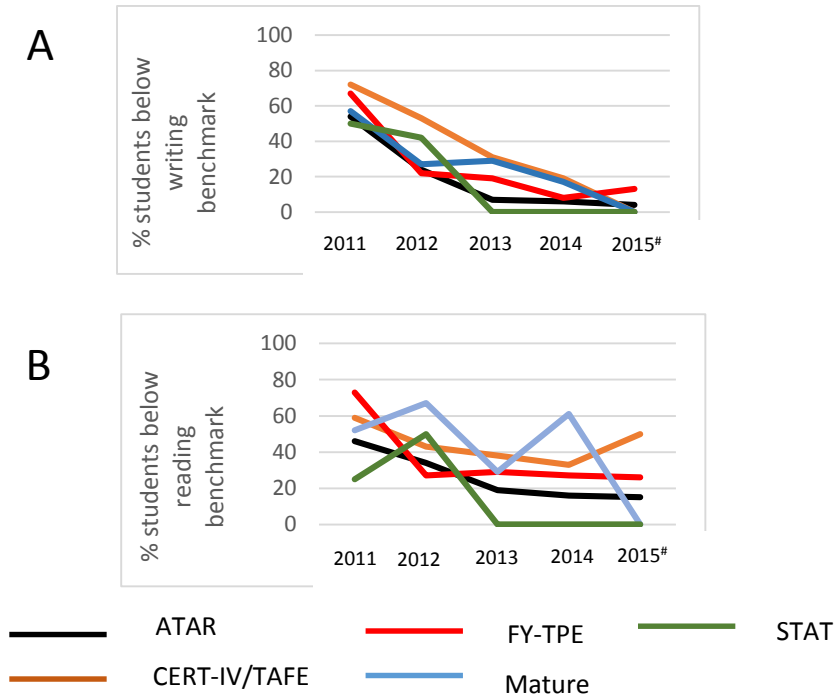 A
% students below
writing
benchmark
100
80
60
40
20
0
2011 2012 2013 2014 2015#
B
% students below
reading
benchmark
100
80
60
40
20
0
2011 2012 2013 2014 2015#
ATAR FY-TPE STAT
CERT-IV/TAFE Mature